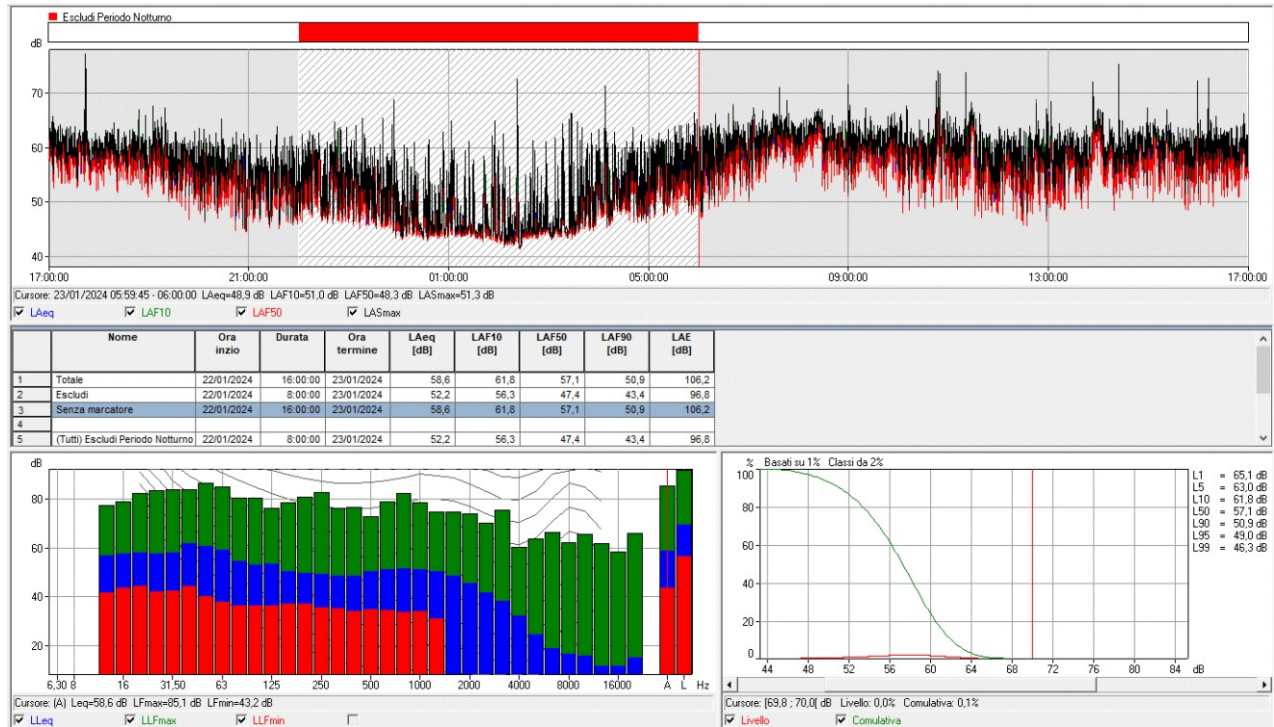 Escludi Periodo Notturno
dB
70
60
50
40
17:00:00 21:00:00 01:00:00 05:00:00 09:00:00 13:00:00 17:00:00
Cursore: 23/01/2024 05:59:45 - 06:00:00 LAeq=48,9 dB LAF10=51,0 dB LAF50=48,3 dB LASmax=51,3 dB
LAeq LAF10 LAF50 LASmax
Nome Ora inzio Durata Ora termine LAeq [dB] LAF10 [dB] LAF50 [dB] LAF90 [dB] LAE [dB]
1 Totale 22/01/2024 16:00:00 23/01/2024 58,6 61,8 57,1 50,9 106,2
2 Escludi 22/01/2024 8:00:00 23/01/2024 52,2 56,3 47,4 43,4 96,8
3 Senza marcatore 22/01/2024 16:00:00 23/01/2024 58,6 61,8 57,1 50,9 106,2
4
5 (Tutti) Escludi Periodo Notturno 22/01/2024 8:00:00 23/01/2024 52,2 56,3 47,4 43,4 96,8
dB
80
60
40
20
6,30 8 16 31,50 63 125 250 500 1000 2000 4000 8000 16000 A L Hz
Cursore: (A) Leq=58,6 dB LFmax=85,1 dB LFmin=43,2 dB
LLeq LLFmax LLFmin
% Basati su 1% Classi da 2%
100
80
60
40
20
0
44 48 52 56 60 64 68 72 76 80 84 dB
L1 = 65,1 dB
L5 = 63,0 dB
L10 = 61,8 dB
L50 = 57,1 dB
L90 = 50,9 dB
L95 = 49,0 dB
L99 = 46,3 dB
Cursore: [69,8 ; 70,0[ dB Livello: 0,0% Cumulativa: 0,1%
Livello Comulativa